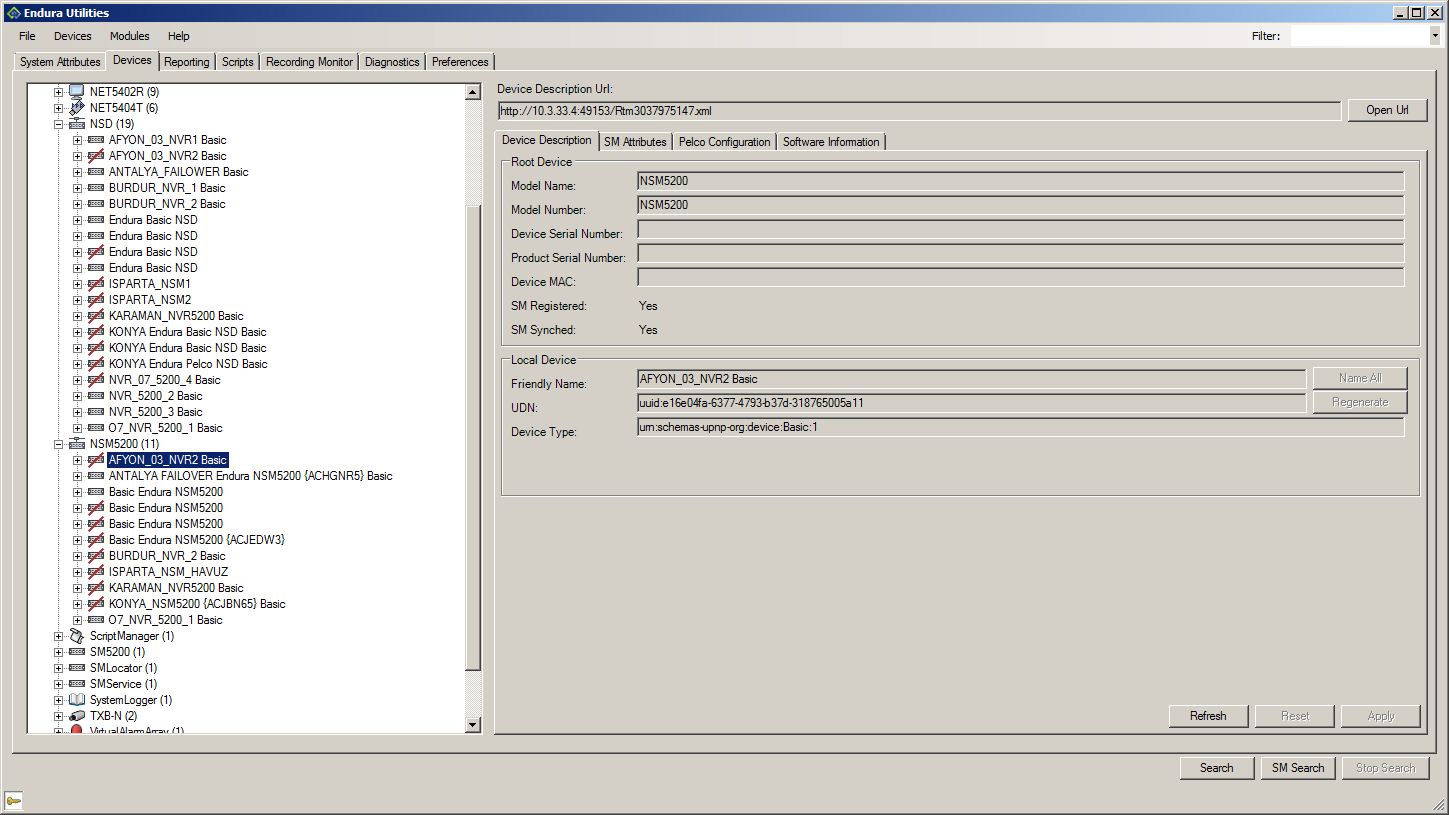 Endura Utilities
File Devices Modules Help Filter:
System Attributes Devices Reporting Scripts Recording Monitor Diagnostics Preferences
NET5402R (9)
NET5404T (6)
NSD (19)
AFYON_03_NVR1 Basic
AFYON_03_NVR2 Basic
ANTALYA_FAILOWER Basic
BURDUR_NVR_1 Basic
BURDUR_NVR_2 Basic
Endura Basic NSD
Endura Basic NSD
Endura Basic NSD
Endura Basic NSD
ISPARTA_NSM1
ISPARTA_NSM2
KARAMAN_NVR5200 Basic
KONYA Endura Basic NSD Basic
KONYA Endura Basic NSD Basic
KONYA Endura Pelco NSD Basic
NVR_07_5200_4 Basic
NVR_5200_2 Basic
NVR_5200_3 Basic
O7_NVR_5200_1 Basic
NSM5200 (11)
AFYON_03_NVR2 Basic
ANTALYA FAILOVER Endura NSM5200 {ACHGNR5} Basic
Basic Endura NSM5200
Basic Endura NSM5200
Basic Endura NSM5200
Basic Endura NSM5200 {ACJEDW3}
BURDUR_NVR_2 Basic
ISPARTA_NSM_HAVUZ
KARAMAN_NVR5200 Basic
KONYA_NSM5200 {ACJBN65} Basic
O7_NVR_5200_1 Basic
ScriptManager (1)
SM5200 (1)
SMLocator (1)
SMService (1)
SystemLogger (1)
TXB-N (2)
VirtualAlarmArray (1)
Device Description Url:
http://10.3.33.4:49153/Rtm3037975147.xml Open Url
Device Description SM Attributes Pelco Configuration Software Information
Root Device
Model Name: NSM5200
Model Number: NSM5200
Device Serial Number:
Product Serial Number:
Device MAC:
SM Registered: Yes
SM Synched: Yes
Local Device
Friendly Name: AFYON_03_NVR2 Basic Name All
UDN: uuid:e16e04fa-6377-4793-b37d-318765005a11 Regenerate
Device Type: urn:schemas-upnp-org:device:Basic:1
Refresh Reset Apply
Search SM Search Stop Search